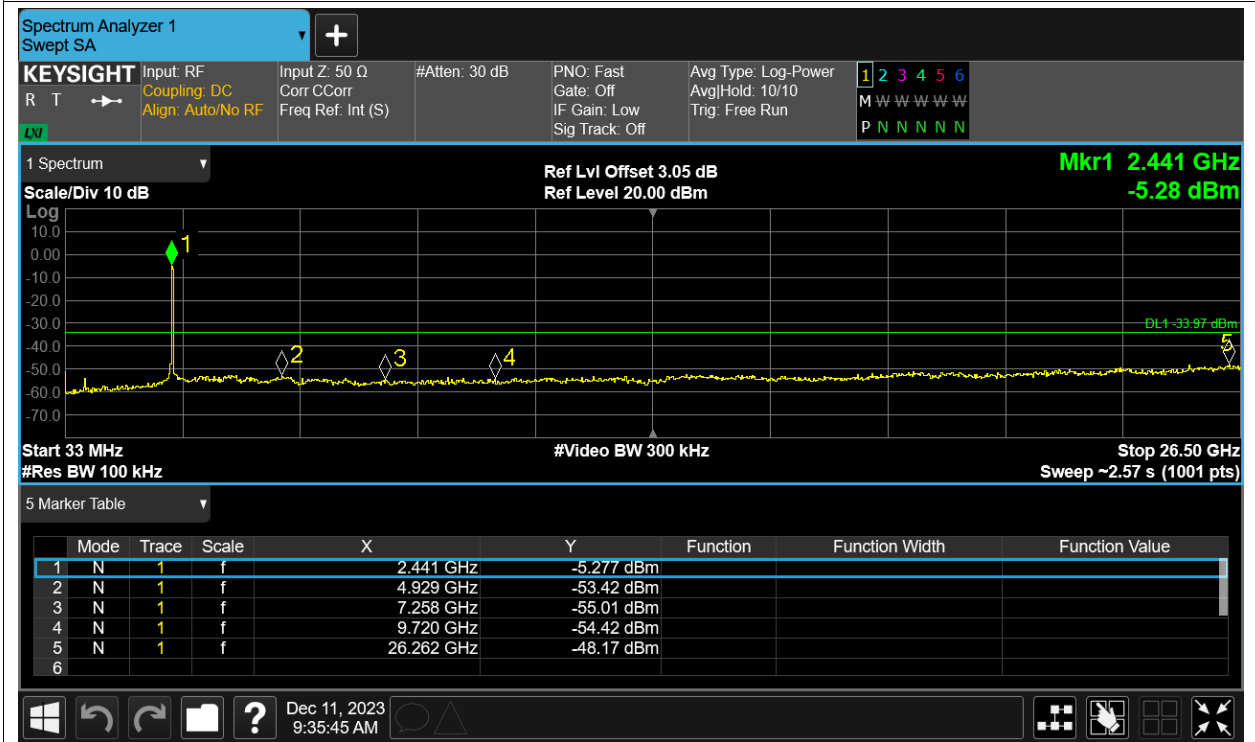 Spectrum Analyzer 1
Swept SA
+
KEYSIGHT
R T
LXI
Input: RF
Coupling: DC
Align: Auto/No RF
Input Z: 50 Ω
Corr CCorr
Freq Ref: Int (S)
#Atten: 30 dB
PNO: Fast
Gate: Off
IF Gain: Low
Sig Track: Off
Avg Type: Log-Power
Avg|Hold: 10/10
Trig: Free Run
1 2 3 4 5 6
M W W W W W
P N N N N N
1 Spectrum
Scale/Div 10 dB
Ref Lvl Offset 3.05 dB
Ref Level 20.00 dBm
Mkr1 2.441 GHz
-5.28 dBm
Log
10.0
0.00
-10.0
-20.0
-30.0
-40.0
-50.0
-60.0
-70.0
1
2
3
4
5
DL1 -33.97 dBm
Start 33 MHz
#Video BW 300 kHz
Stop 26.50 GHz
#Res BW 100 kHz
Sweep ~2.57 s (1001 pts)
5 Marker Table
Mode Trace Scale X Y Function Function Width Function Value
1 N 1 f 2.441 GHz -5.277 dBm
2 N 1 f 4.929 GHz -53.42 dBm
3 N 1 f 7.258 GHz -55.01 dBm
4 N 1 f 9.720 GHz -54.42 dBm
5 N 1 f 26.262 GHz -48.17 dBm
6
?
Dec 11, 2023
9:35:45 AM